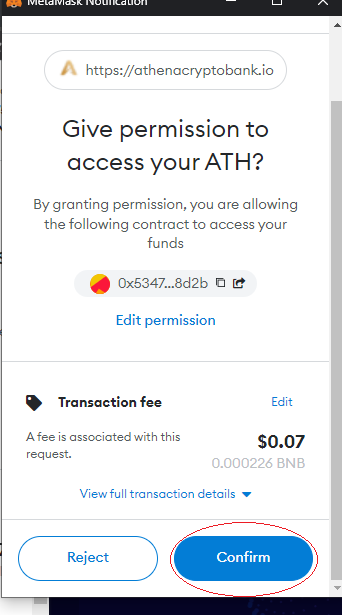 MetaMask Notification
https://athenacryptobank.io
Give permission to
access your ATH?
By granting permission, you are allowing
the following contract to access your
funds
0x5347...8d2b
Edit permission
Transaction fee
Edit
A fee is associated with this
request.
$0.07
0.000226 BNB
View full transaction details
Reject
Confirm